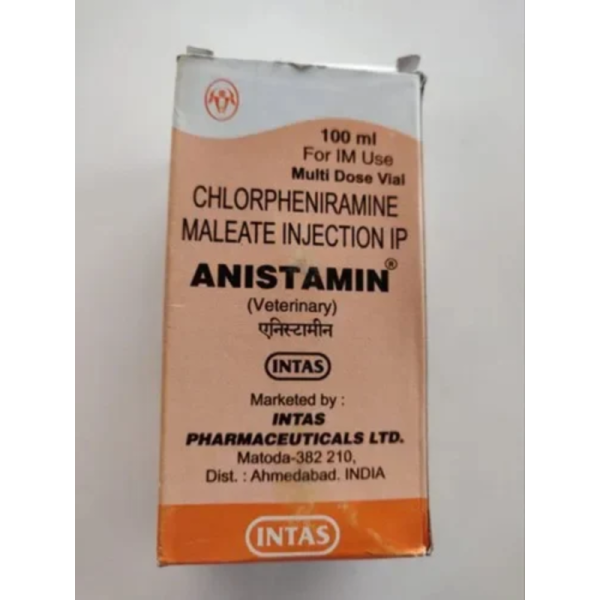 100 ml
For IM Use
Multi Dose Vial
CHLORPHENIRAMINE
MALEATE INJECTION IP
ANISTAMIN®
(Veterinary)
एनिस्टामीन
INTAS
Marketed by :
INTAS
PHARMACEUTICALS LTD.
Matoda-382 210,
Dist. : Ahmedabad. INDIA
INTAS